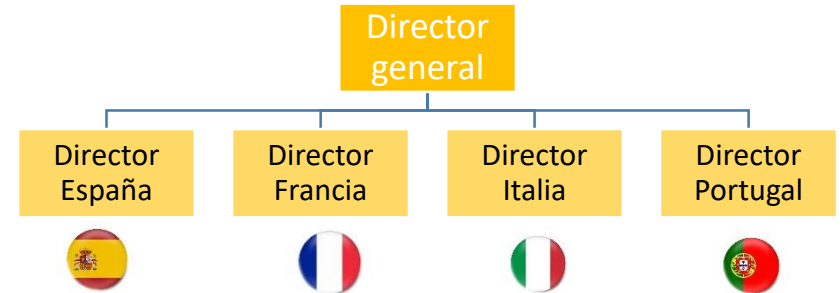 Director
general
Director
España
Director
Francia
Director
Italia
Director
Portugal